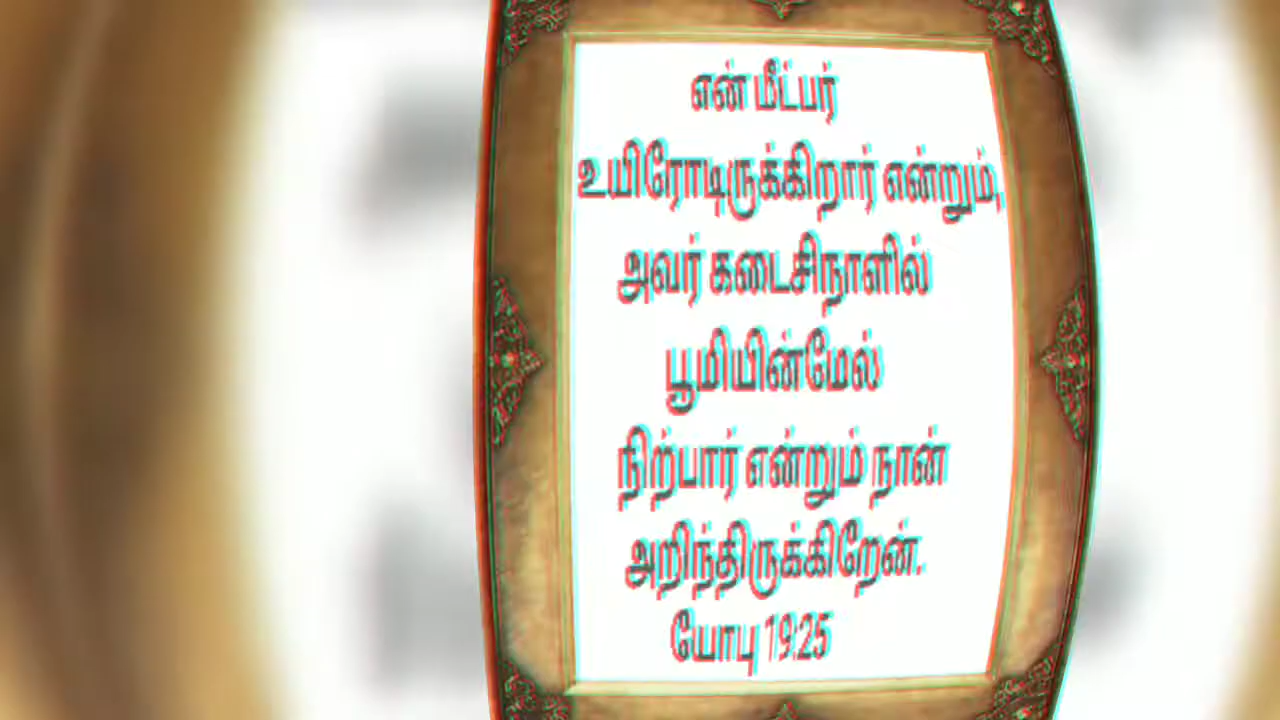 என் மீட்பர்
உயிரோடிருக்கிறார் என்றும்,
அவர் கடைசிநாளில்
பூமியின்மேல்
நிற்பார் என்றும் நான்
அறிந்திருக்கிறேன்.
யோபு 19:25